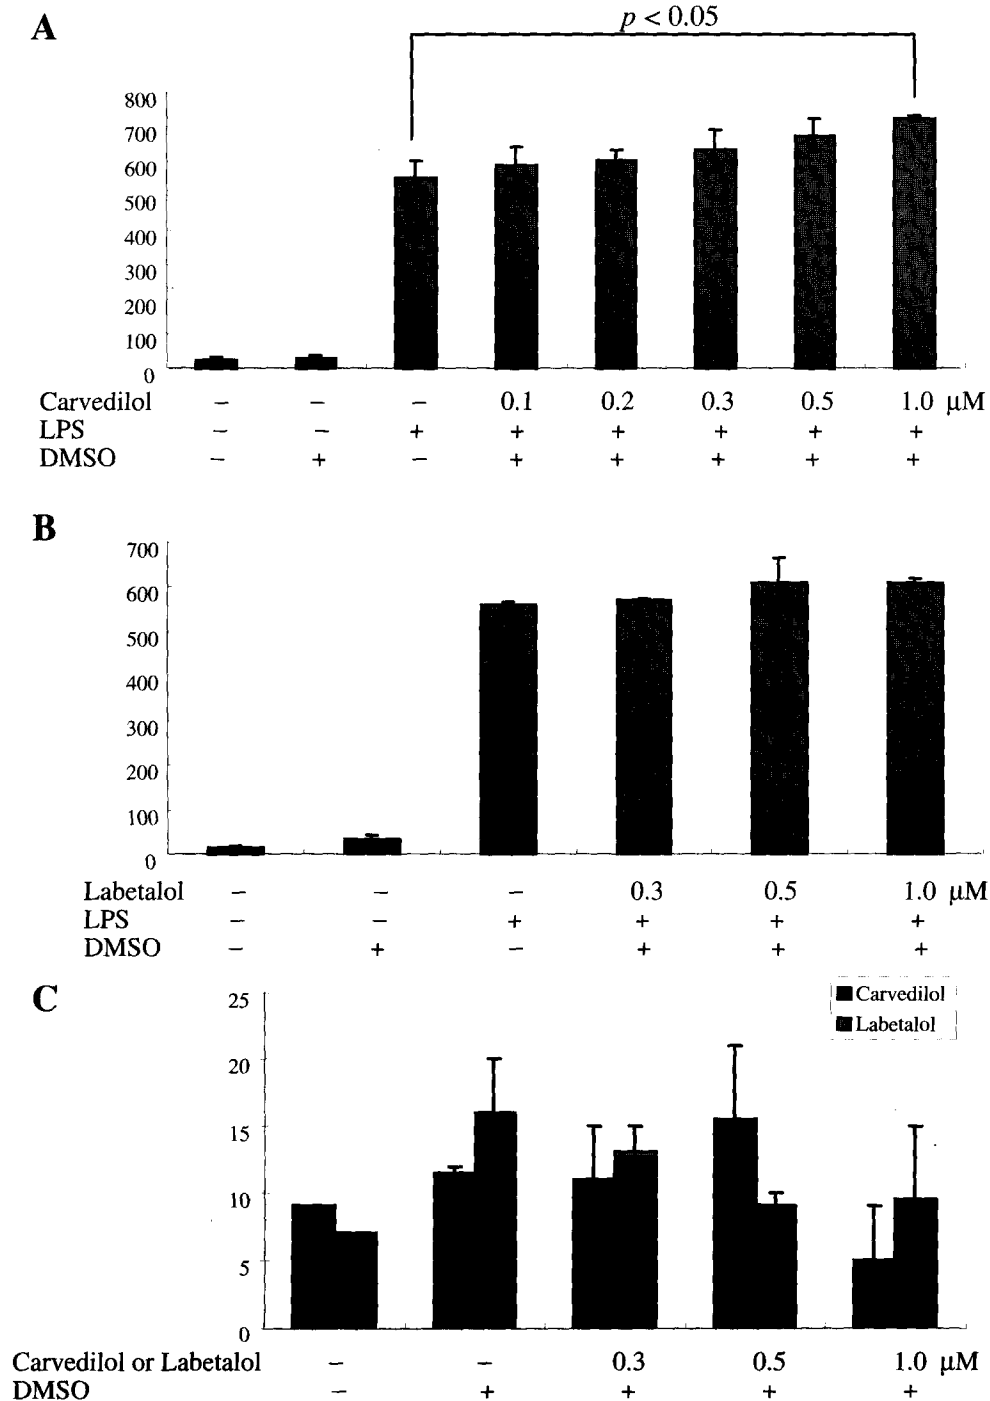 A
p < 0.05
800
700
600
500
400
300
200
100
0
Carvedilol – – – 0.1 0.2 0.3 0.5 1.0 μM
LPS – – + + + + + +
DMSO – + – + + + + +
B
700
600
500
400
300
200
100
0
Labetalol – – – 0.3 0.5 1.0 μM
LPS – – + + + +
DMSO – + – + + +
C
25
20
15
10
5
0
Carvedilol
Labetalol
Carvedilol or Labetalol – – 0.3 0.5 1.0 μM
DMSO – + + + +